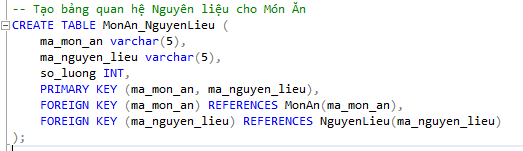 -- Tạo bảng quan hệ Nguyên liệu cho Món Ăn
CREATE TABLE MonAn_NguyenLieu (
    ma_mon_an varchar(5),
    ma_nguyen_lieu varchar(5),
    so_luong INT,
    PRIMARY KEY (ma_mon_an, ma_nguyen_lieu),
    FOREIGN KEY (ma_mon_an) REFERENCES MonAn(ma_mon_an),
    FOREIGN KEY (ma_nguyen_lieu) REFERENCES NguyenLieu(ma_nguyen_lieu)
);